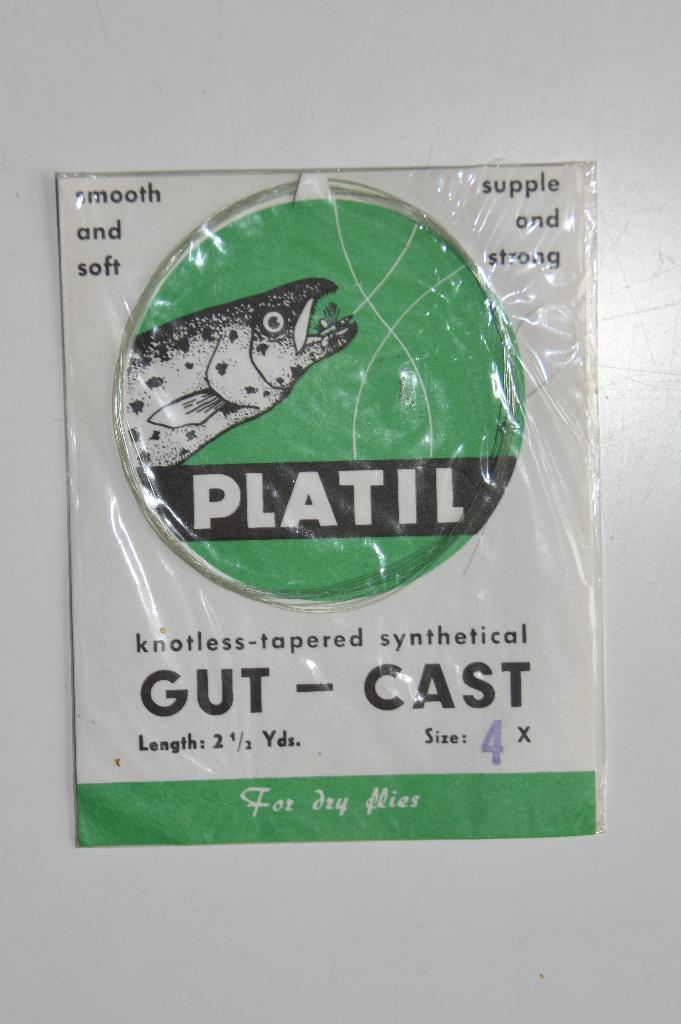 smooth
and
soft
supple
and
strong
PLATIL
knotless-tapered synthetical
GUT – CAST
Length: 2 1/2 Yds. Size: 4 X
For dry flies